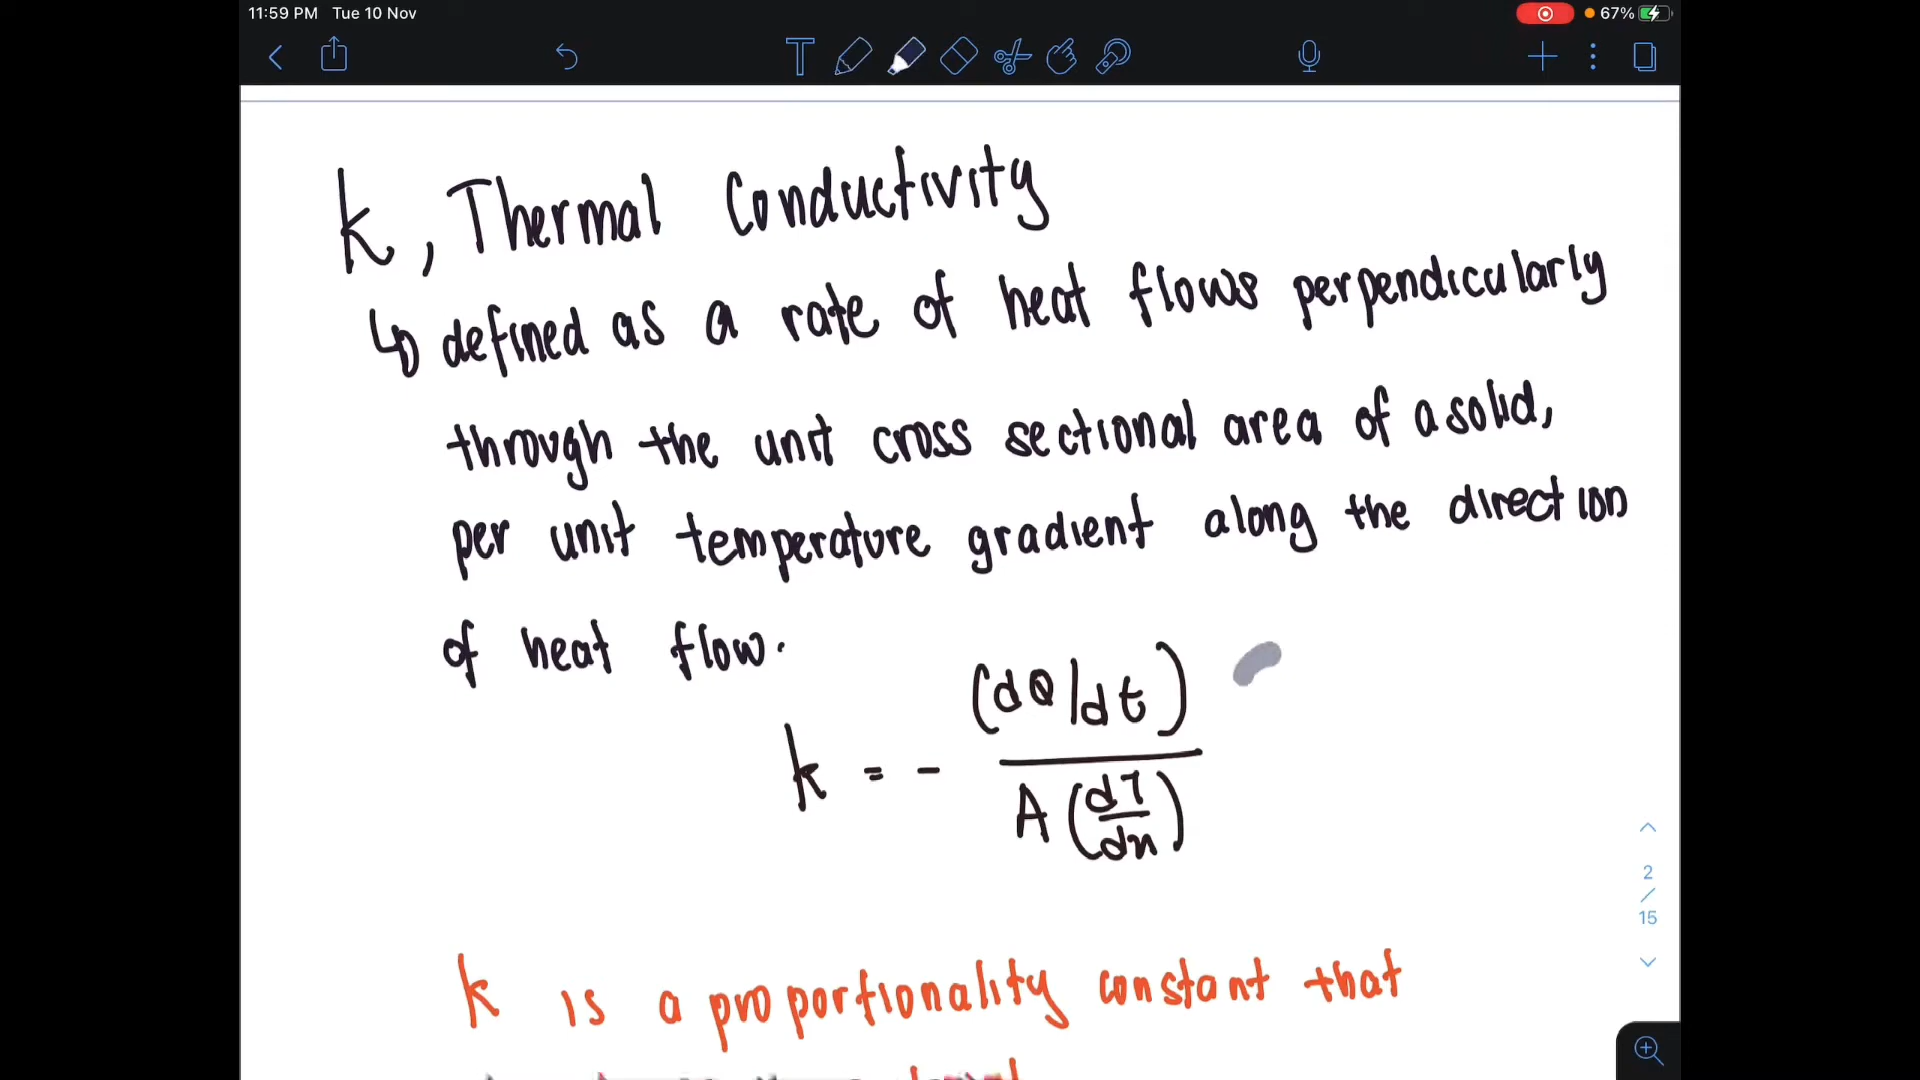 11:59 PM Tue 10 Nov
67%
k, Thermal Conductivity
defined as a rate of heat flows perpendicularly
through the unit cross sectional area of a solid,
per unit temperature gradient along the direction
of heat flow.
k = - (dQ/dt) / A (dT/dx)
2
/
15
k is a proportionality constant that